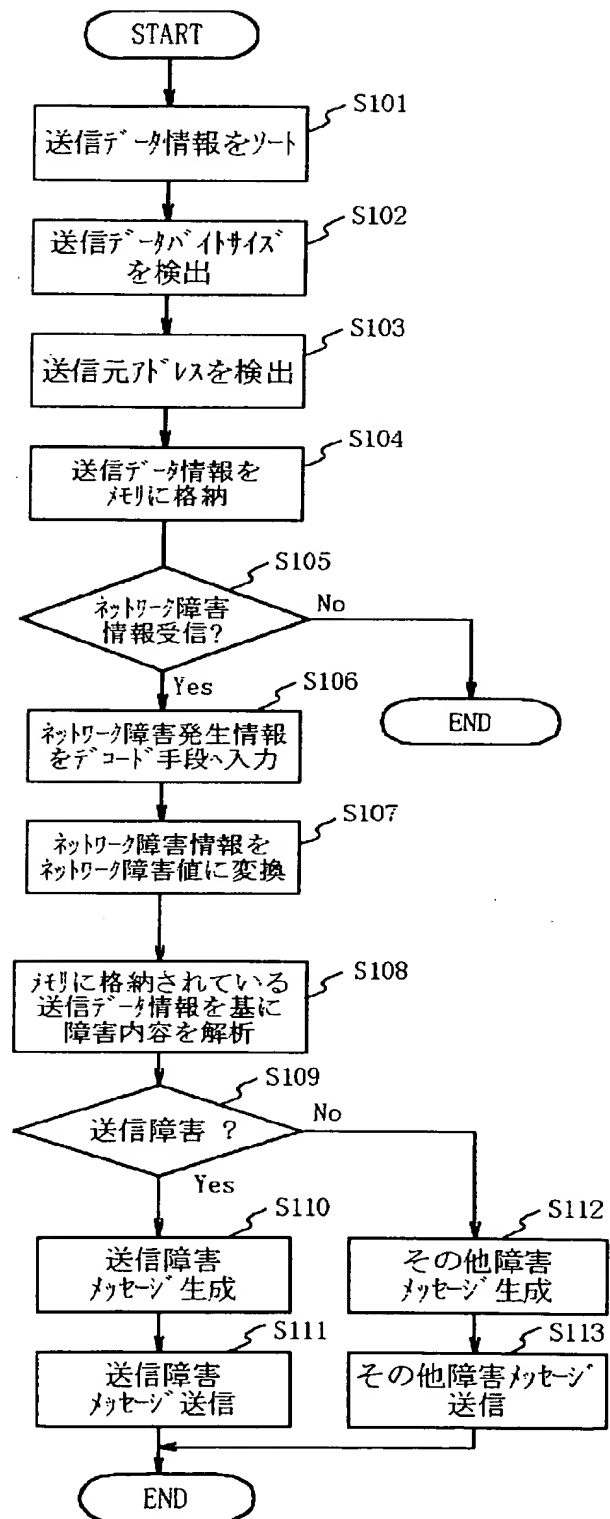 START
S101
送信データ情報をソート
S102
送信データバイトサイズ
を検出
S103
送信元アドレスを検出
S104
送信データ情報を
メモリに格納
S105
ネットワーク障害
情報受信?
No
Yes
END
S106
ネットワーク障害発生情報
をデコード手段へ入力
S107
ネットワーク障害情報を
ネットワーク障害値に変換
S108
メモリに格納されている
送信データ情報を基に
障害内容を解析
S109
送信障害 ?
No
Yes
S110
送信障害
メッセージ生成
S111
送信障害
メッセージ送信
S112
その他障害
メッセージ生成
S113
その他障害メッセージ
送信
END